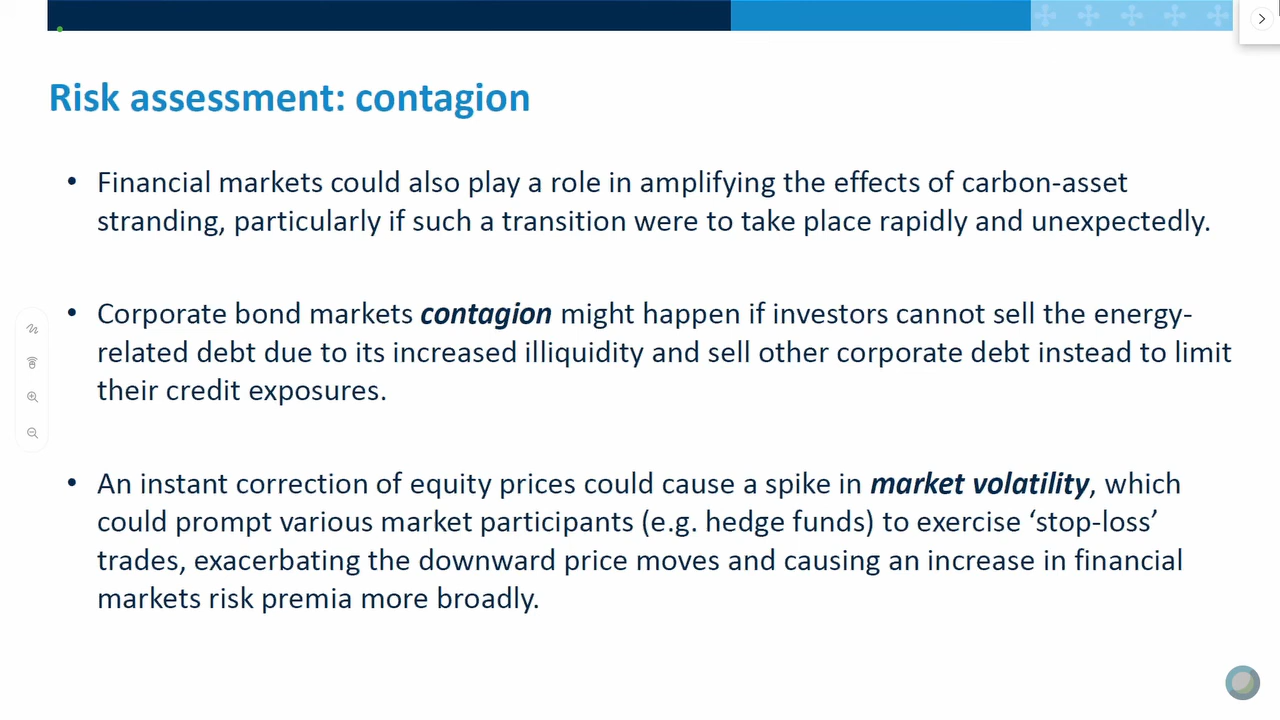 Risk assessment: contagion
• Financial markets could also play a role in amplifying the effects of carbon-asset
stranding, particularly if such a transition were to take place rapidly and unexpectedly.
• Corporate bond markets contagion might happen if investors cannot sell the energy-
related debt due to its increased illiquidity and sell other corporate debt instead to limit
their credit exposures.
• An instant correction of equity prices could cause a spike in market volatility, which
could prompt various market participants (e.g. hedge funds) to exercise ‘stop-loss’
trades, exacerbating the downward price moves and causing an increase in financial
markets risk premia more broadly.